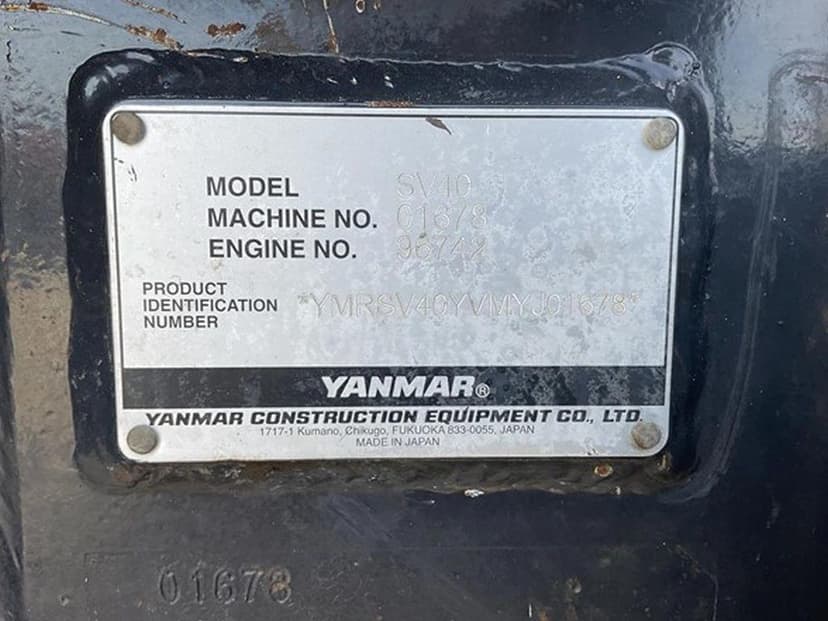 MODEL SV40
MACHINE NO. 01678
ENGINE NO. 96742
PRODUCT
IDENTIFICATION *YMRSV40YVMYJ01678*
NUMBER
YANMAR®
YANMAR CONSTRUCTION EQUIPMENT CO., LTD.
1717-1 Kumano, Chikugo, FUKUOKA 833-0055, JAPAN
MADE IN JAPAN
01678